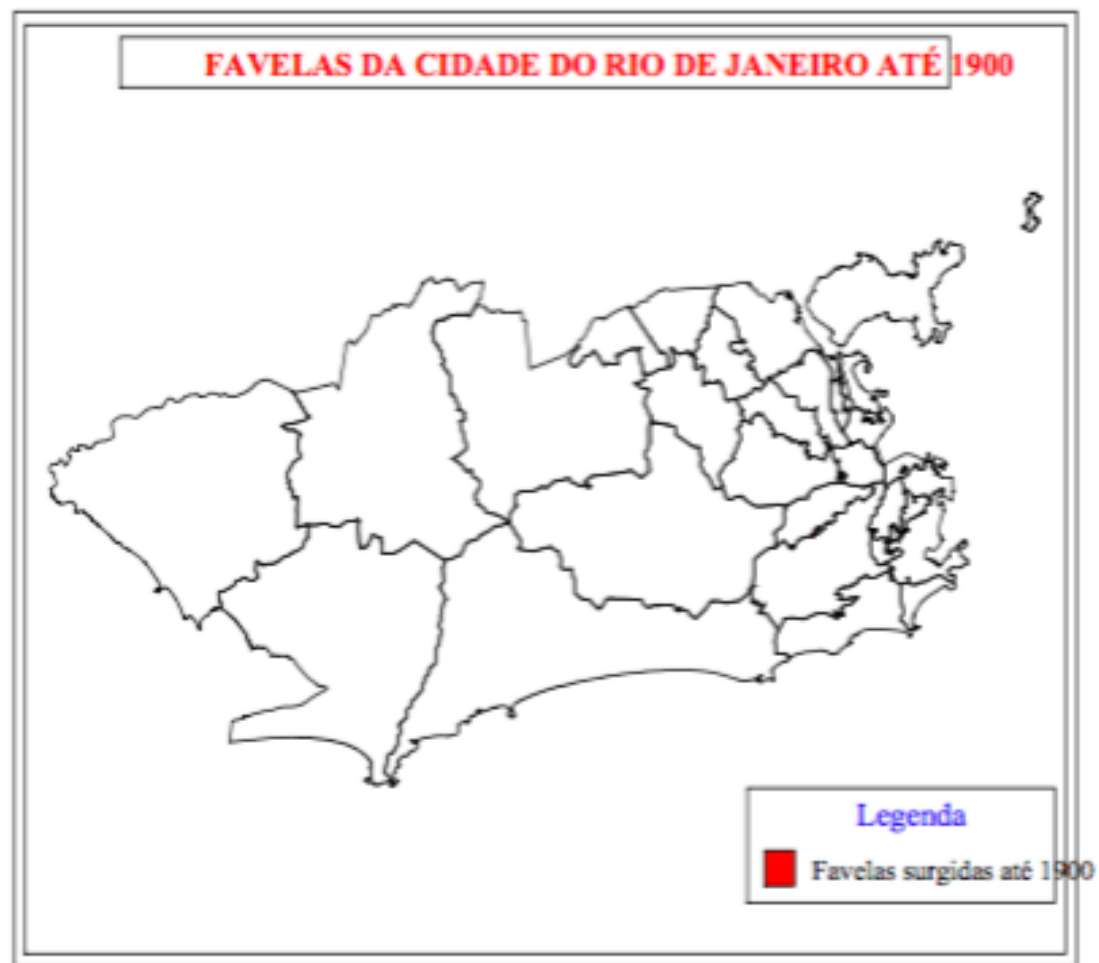 FAVELAS DA CIDADE DO RIO DE JANEIRO ATÉ 1900
Legenda
Favelas surgidas até 1900